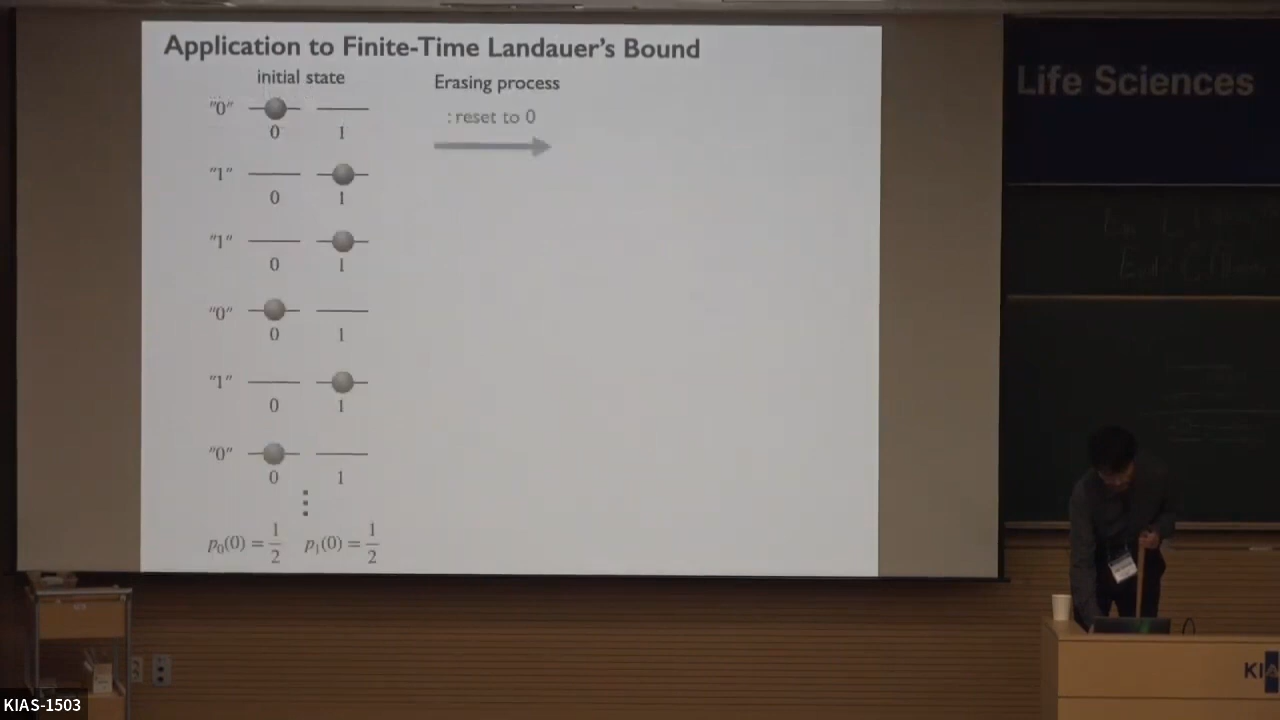 Application to Finite-Time Landauer's Bound
initial state
Erasing process
: reset to 0
"0"
0 1
"1"
0 1
"1"
0 1
"0"
0 1
"1"
0 1
"0"
0 1
⋮
p₀(0) = 1/2 p₁(0) = 1/2
Life Sciences
KIAS-1503